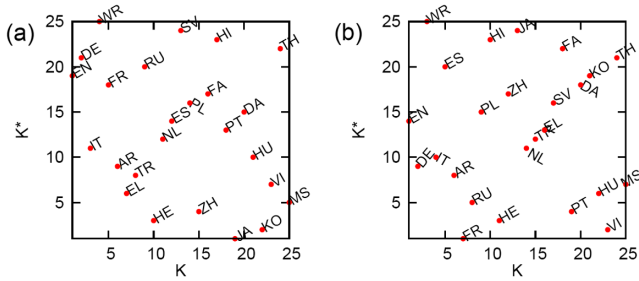 (a)
K*
25
20
15
10
5
WR
SV
HI
TH
DE
EN
FR
RU
FA
PL
ES
DA
NL
PT
IT
HU
AR
TR
EL
VI
MS
HE
ZH
KO
JA
5 10 15 20 25
K
(b)
K*
25
20
15
10
5
WR
JA
HI
FA
TH
ES
KO
DA
ZH
SV
PL
EN
EL
TR
NL
IT
DE
AR
MS
HU
RU
PT
HE
VI
FR
5 10 15 20 25
K